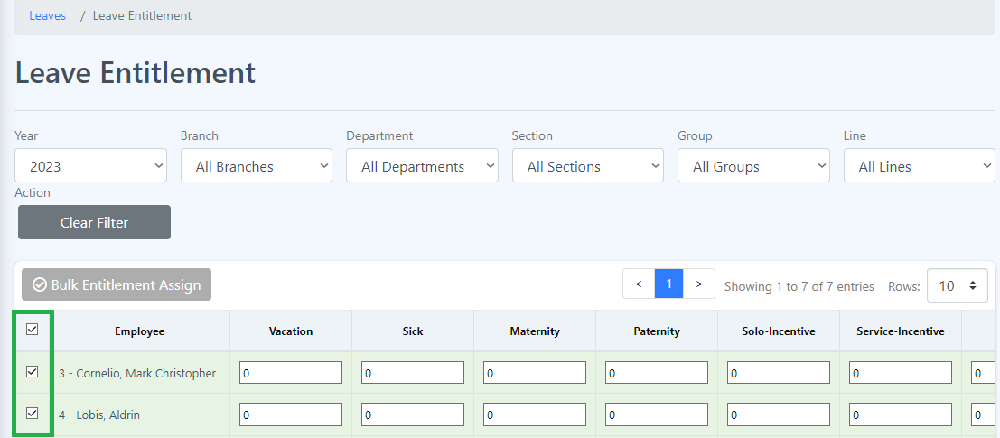 Leaves / Leave Entitlement
Leave Entitlement
Year Branch Department Section Group Line
2023 All Branches All Departments All Sections All Groups All Lines
Action
Clear Filter
Bulk Entitlement Assign < 1 > Showing 1 to 7 of 7 entries Rows: 10
Employee Vacation Sick Maternity Paternity Solo-Incentive Service-Incentive
3 - Cornelio, Mark Christopher 0 0 0 0 0 0 0
4 - Lobis, Aldrin 0 0 0 0 0 0 0